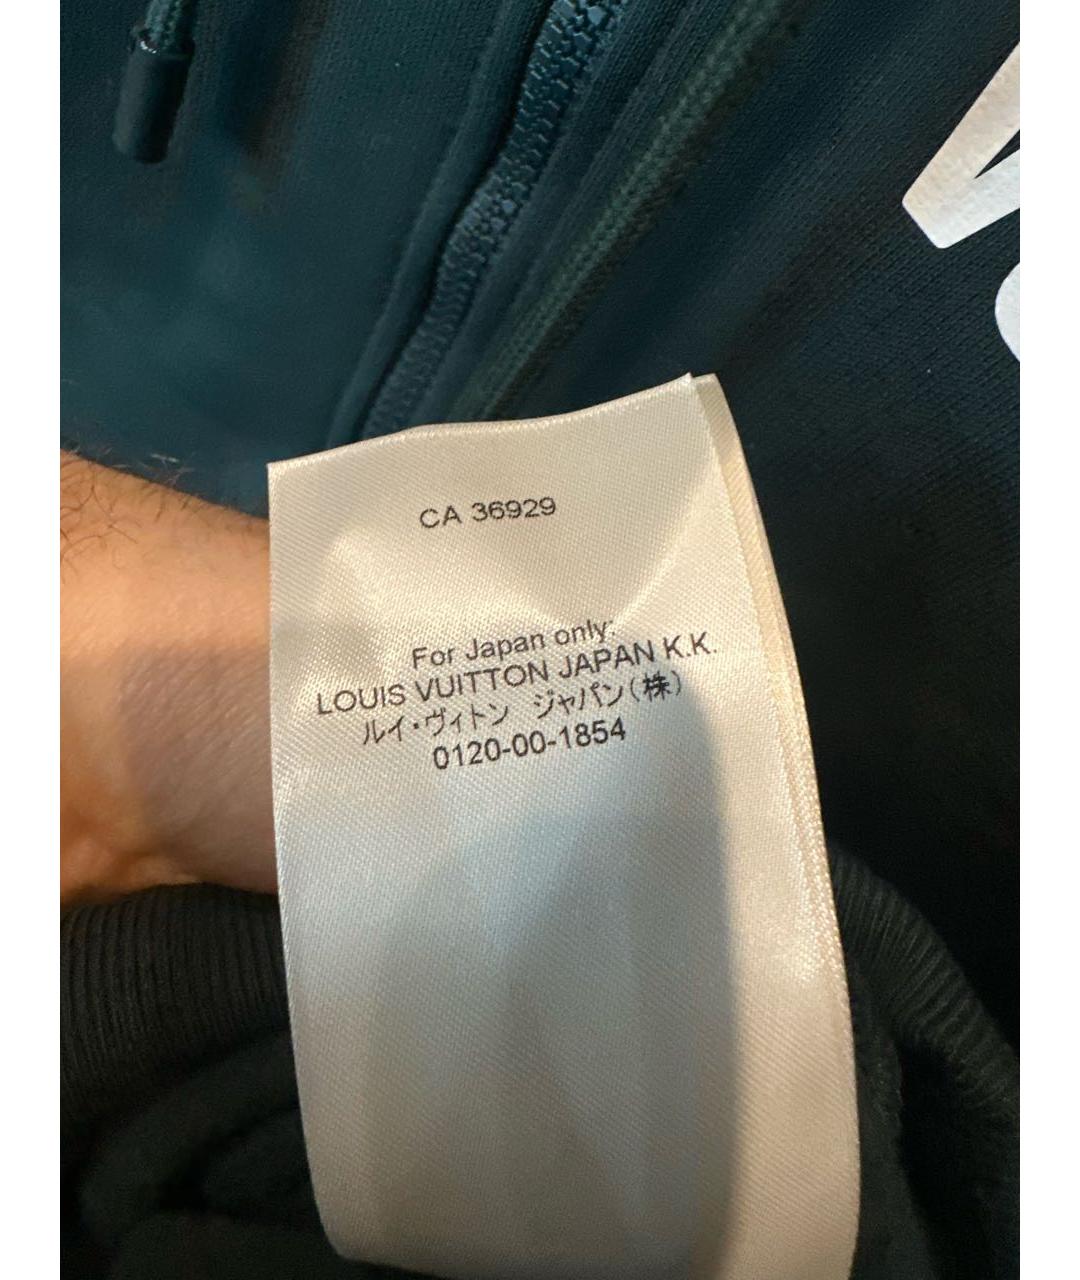 CA 36929
For Japan only:
LOUIS VUITTON JAPAN K.K.
ルイ・ヴィトン ジャパン(株)
0120-00-1854